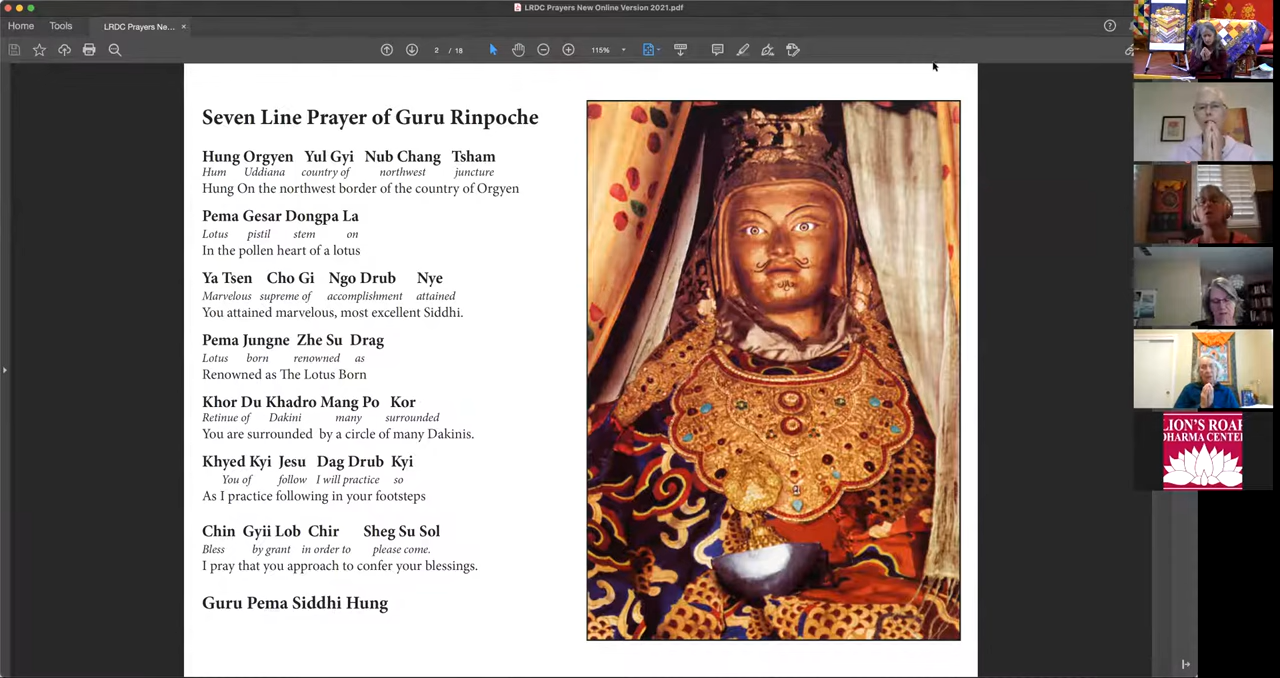 LRDC Prayers New Online Version 2021.pdf
Home Tools LRDC Prayers Ne... ×
2 / 18 115%
Seven Line Prayer of Guru Rinpoche
Hung Orgyen Yul Gyi Nub Chang Tsham
Hum Uddiana country of northwest juncture
Hung On the northwest border of the country of Orgyen
Pema Gesar Dongpa La
Lotus pistil stem on
In the pollen heart of a lotus
Ya Tsen Cho Gi Ngo Drub Nye
Marvelous supreme of accomplishment attained
You attained marvelous, most excellent Siddhi.
Pema Jungne Zhe Su Drag
Lotus born renowned as
Renowned as The Lotus Born
Khor Du Khadro Mang Po Kor
Retinue of Dakini many surrounded
You are surrounded by a circle of many Dakinis.
Khyed Kyi Jesu Dag Drub Kyi
You of follow I will practice so
As I practice following in your footsteps
Chin Gyii Lob Chir Sheg Su Sol
Bless by grant in order to please come.
I pray that you approach to confer your blessings.
Guru Pema Siddhi Hung
LION'S ROAR
DHARMA CENTER